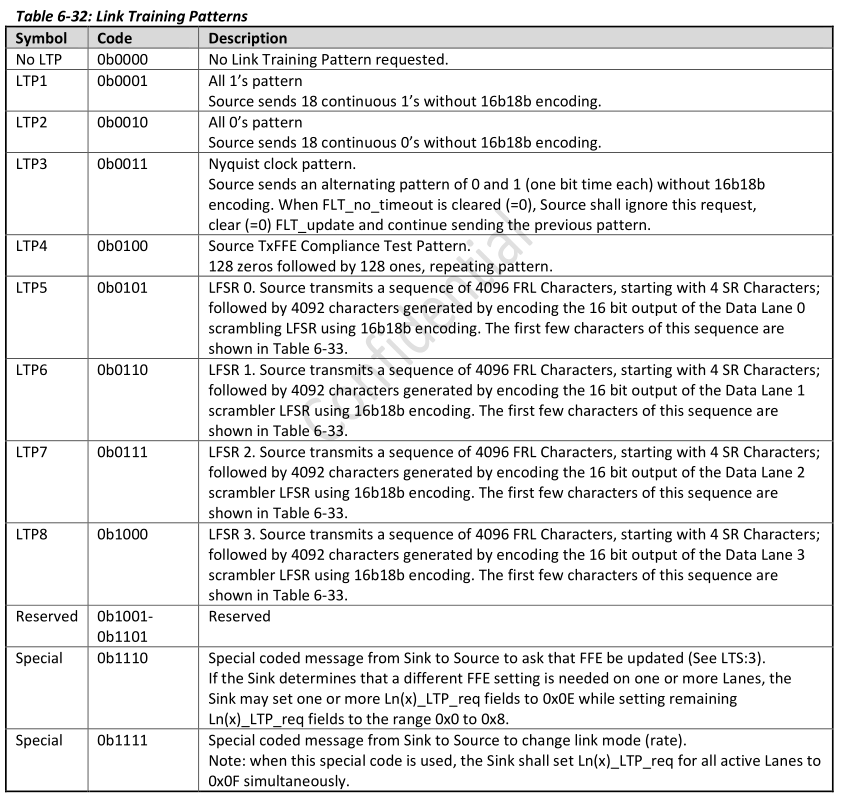 Table 6-32: Link Training Patterns
Symbol Code Description
No LTP 0b0000 No Link Training Pattern requested.
LTP1 0b0001 All 1's pattern
Source sends 18 continuous 1's without 16b18b encoding.
LTP2 0b0010 All 0's pattern
Source sends 18 continuous 0's without 16b18b encoding.
LTP3 0b0011 Nyquist clock pattern.
Source sends an alternating pattern of 0 and 1 (one bit time each) without 16b18b
encoding. When FLT_no_timeout is cleared (=0), Source shall ignore this request,
clear (=0) FLT_update and continue sending the previous pattern.
LTP4 0b0100 Source TxFFE Compliance Test Pattern.
128 zeros followed by 128 ones, repeating pattern.
LTP5 0b0101 LFSR 0. Source transmits a sequence of 4096 FRL Characters, starting with 4 SR Characters;
followed by 4092 characters generated by encoding the 16 bit output of the Data Lane 0
scrambling LFSR using 16b18b encoding. The first few characters of this sequence are
shown in Table 6-33.
LTP6 0b0110 LFSR 1. Source transmits a sequence of 4096 FRL Characters, starting with 4 SR Characters;
followed by 4092 characters generated by encoding the 16 bit output of the Data Lane 1
scrambler LFSR using 16b18b encoding. The first few characters of this sequence are
shown in Table 6-33.
LTP7 0b0111 LFSR 2. Source transmits a sequence of 4096 FRL Characters, starting with 4 SR Characters;
followed by 4092 characters generated by encoding the 16 bit output of the Data Lane 2
scrambler LFSR using 16b18b encoding. The first few characters of this sequence are
shown in Table 6-33.
LTP8 0b1000 LFSR 3. Source transmits a sequence of 4096 FRL Characters, starting with 4 SR Characters;
followed by 4092 characters generated by encoding the 16 bit output of the Data Lane 3
scrambler LFSR using 16b18b encoding. The first few characters of this sequence are
shown in Table 6-33.
Reserved 0b1001- Reserved
0b1101
Special 0b1110 Special coded message from Sink to Source to ask that FFE be updated (See LTS:3).
If the Sink determines that a different FFE setting is needed on one or more Lanes, the
Sink may set one or more Ln(x)_LTP_req fields to 0x0E while setting remaining
Ln(x)_LTP_req fields to the range 0x0 to 0x8.
Special 0b1111 Special coded message from Sink to Source to change link mode (rate).
Note: when this special code is used, the Sink shall set Ln(x)_LTP_req for all active Lanes to
0x0F simultaneously.
Confidential